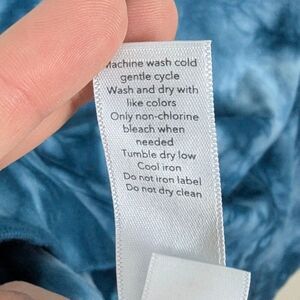 Machine wash cold
gentle cycle
Wash and dry with
like colors
Only non-chlorine
bleach when
needed
Tumble dry low
Cool iron
Do not iron label
Do not dry clean